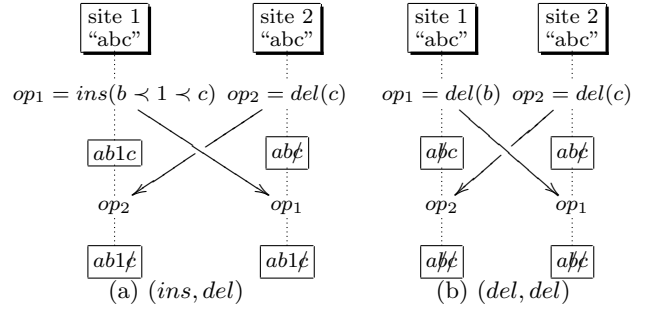 site 1 site 2 site 1 site 2
“abc” “abc” “abc” “abc”
op₁ = ins(b ≺ 1 ≺ c) op₂ = del(c) op₁ = del(b) op₂ = del(c)
ab1c abc̸ ab̸c abc̸
op₂ op₁ op₂ op₁
ab1c̸ ab1c̸ ab̸c̸ ab̸c̸
(a) (ins, del) (b) (del, del)